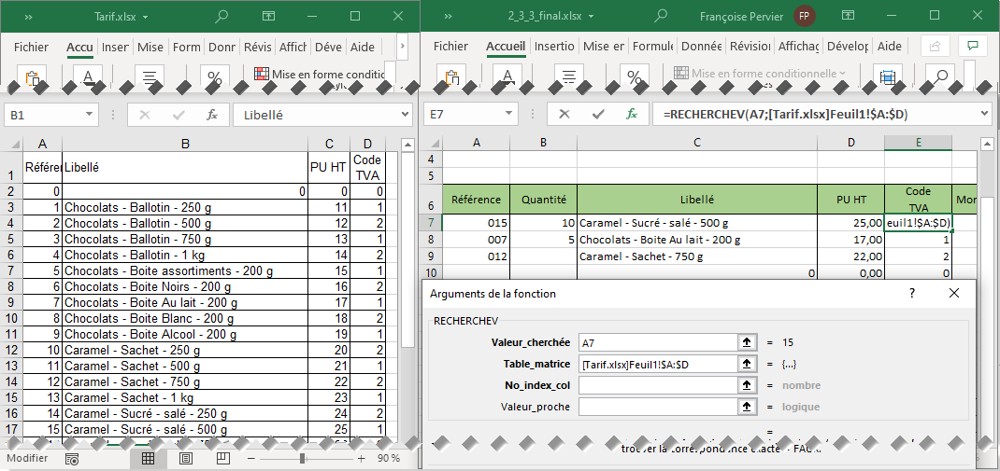 » Tarif.xlsx
Fichier Accu Inser Mise Form Donr Révis Affich Déve Aide
Mise en forme conditic
B1 fx Libellé
A B C D
1 Référer Libellé PU HT Code TVA
2 0 0 0 0
3 1 Chocolats - Ballotin - 250 g 11 1
4 2 Chocolats - Ballotin - 500 g 12 2
5 3 Chocolats - Ballotin - 750 g 13 1
6 4 Chocolats - Ballotin - 1 kg 14 2
7 5 Chocolats - Boite assortiments - 200 g 15 1
8 6 Chocolats - Boite Noirs - 200 g 16 2
9 7 Chocolats - Boite Au lait - 200 g 17 1
10 8 Chocolats - Boite Blanc - 200 g 18 2
11 9 Chocolats - Boite Alcool - 200 g 19 1
12 10 Caramel - Sachet - 250 g 20 2
13 11 Caramel - Sachet - 500 g 21 1
14 12 Caramel - Sachet - 750 g 22 2
15 13 Caramel - Sachet - 1 kg 23 1
16 14 Caramel - Sucré - salé - 250 g 24 2
17 15 Caramel - Sucré - salé - 500 g 25 1
Modifier 90 %
» 2_3_3_final.xlsx Françoise Pervier FP
Fichier Accueil Insertio Mise er Formule Donnée Révision Affichag Dévelop Aide
Mise en forme conditionnelle
E7 fx =RECHERCHEV(A7;[Tarif.xlsx]Feuil1!$A:$D)
A B C D E
4
5
6 Référence Quantité Libellé PU HT Code TVA Mor
7 015 10 Caramel - Sucré - salé - 500 g 25,00 euil1!$A:$D)
8 007 5 Chocolats - Boite Au lait - 200 g 17,00 1
9 012 Caramel - Sachet - 750 g 22,00 2
10 0 0,00 0
Arguments de la fonction ?
RECHERCHEV
Valeur_cherchée A7 = 15
Table_matrice [Tarif.xlsx]Feuil1!$A:$D = {...}
No_index_col = nombre
Valeur_proche = logique
=